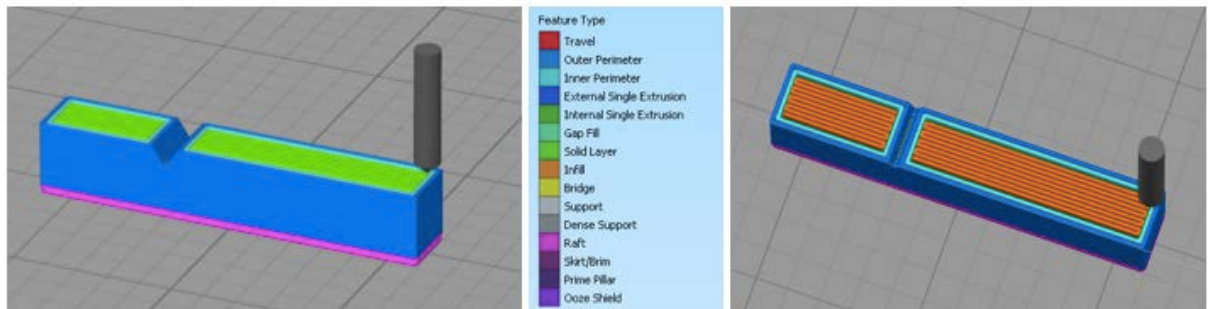 Feature Type
Travel
Outer Perimeter
Inner Perimeter
External Single Extrusion
Internal Single Extrusion
Gap Fill
Solid Layer
Infill
Bridge
Support
Dense Support
Raft
Skirt/Brim
Prime Pillar
Ooze Shield